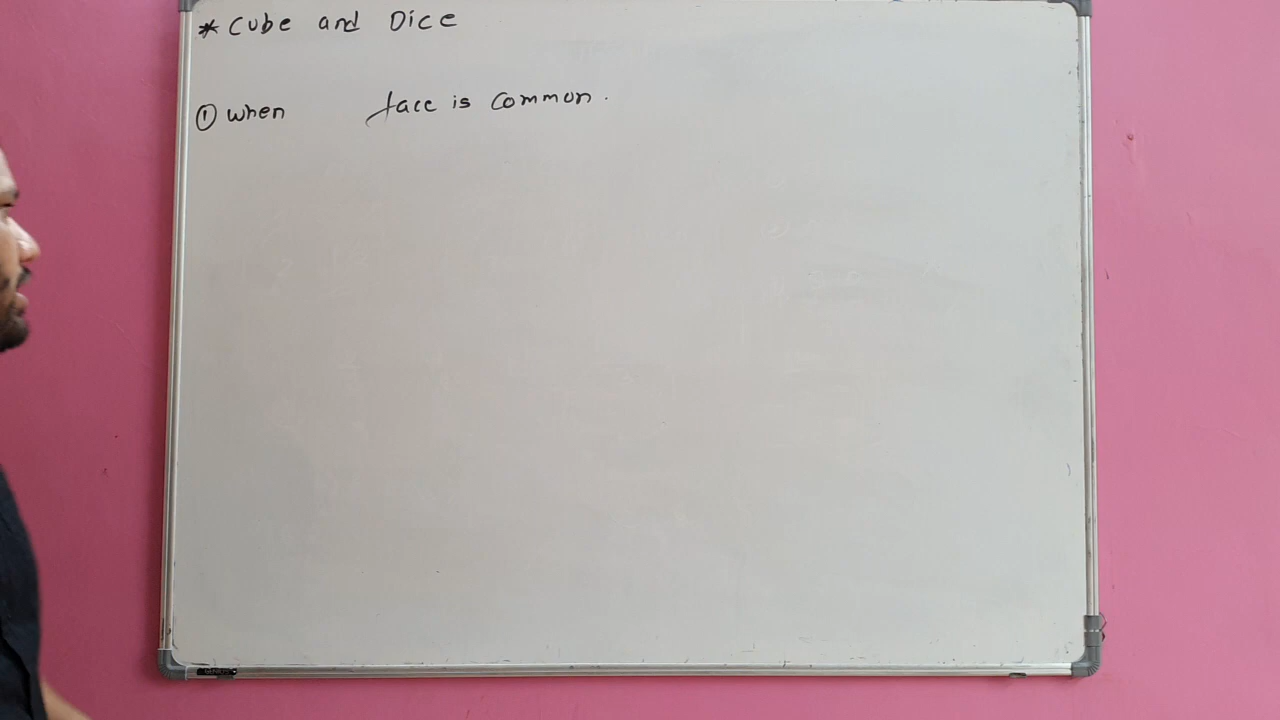 * Cube and Dice
① When face is common.